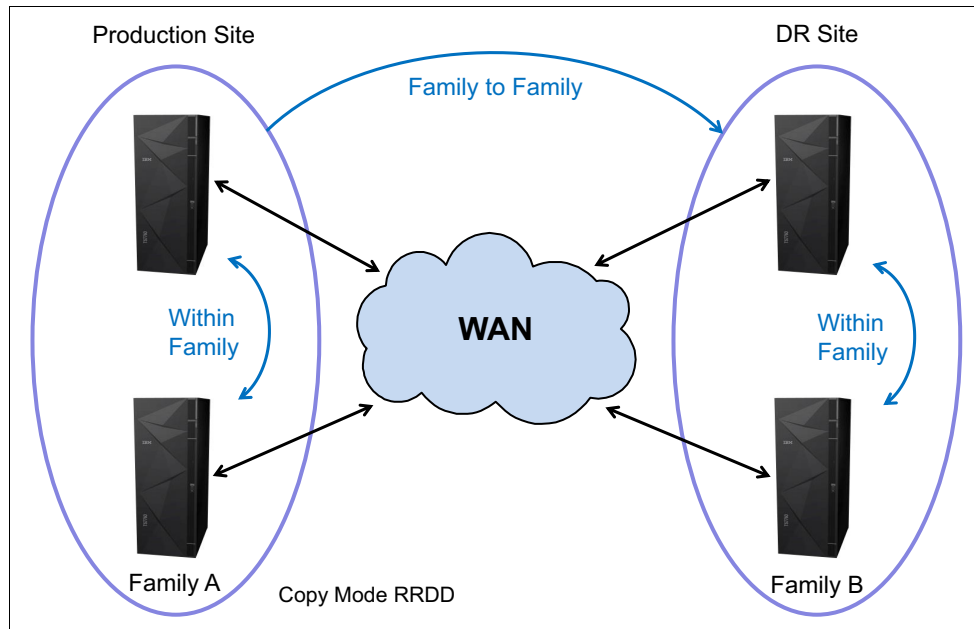 Production Site
DR Site
Family to Family
Within
Family
WAN
Within
Family
Family A
Family B
Copy Mode RRDD